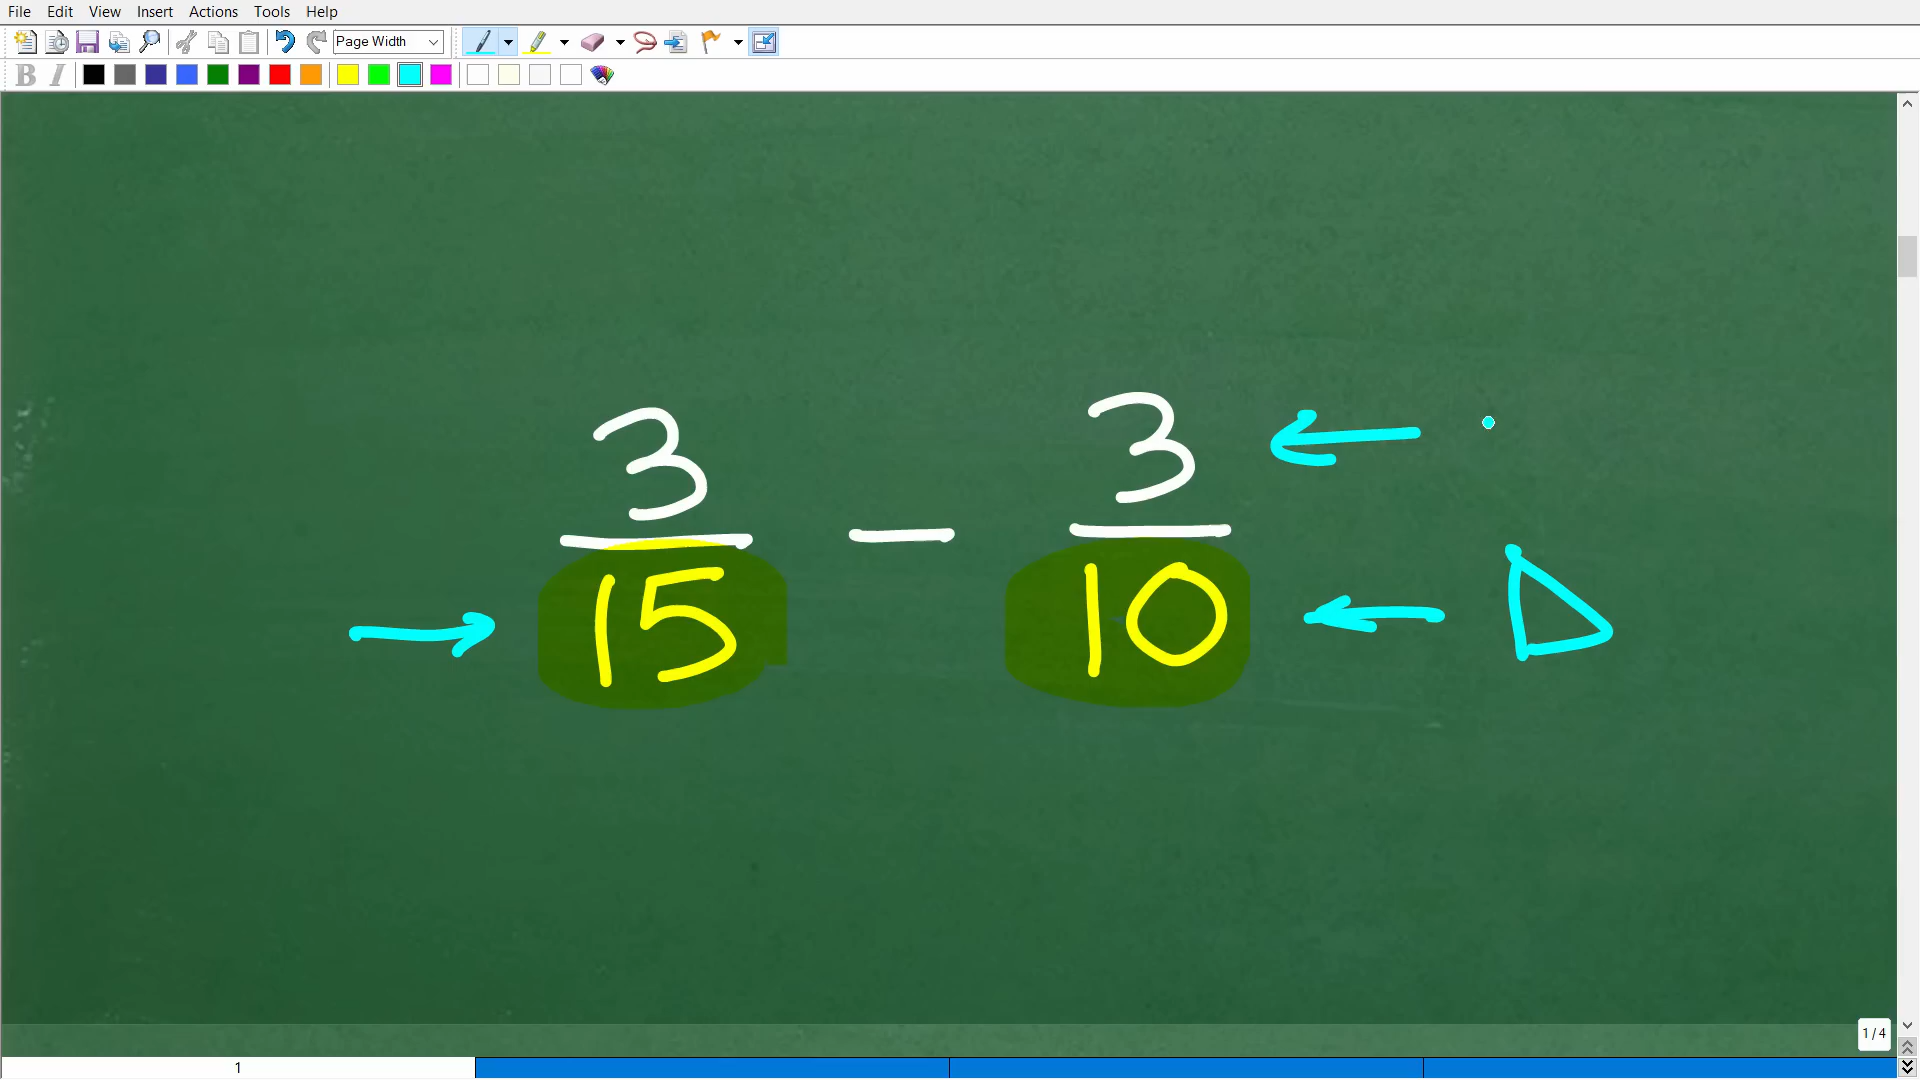 File Edit View Insert Actions Tools Help
Page Width
B I
3 3
— —
15 10 D
1 / 4
1